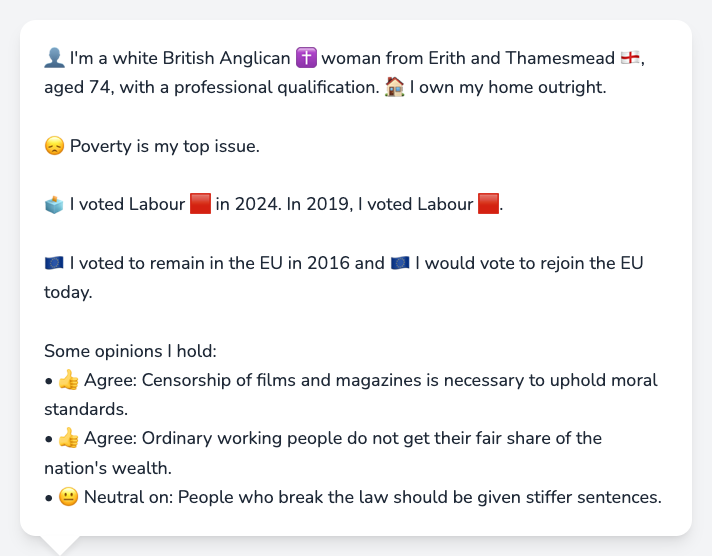 👤 I'm a white British Anglican ✝️ woman from Erith and Thamesmead 🏴󠁧󠁢󠁥󠁮󠁧󠁿,
aged 74, with a professional qualification. 🏠 I own my home outright.
😞 Poverty is my top issue.
🗳️ I voted Labour 🟥 in 2024. In 2019, I voted Labour 🟥.
🇪🇺 I voted to remain in the EU in 2016 and 🇪🇺 I would vote to rejoin the EU
today.
Some opinions I hold:
• 👍 Agree: Censorship of films and magazines is necessary to uphold moral
standards.
• 👍 Agree: Ordinary working people do not get their fair share of the
nation's wealth.
• 😐 Neutral on: People who break the law should be given stiffer sentences.